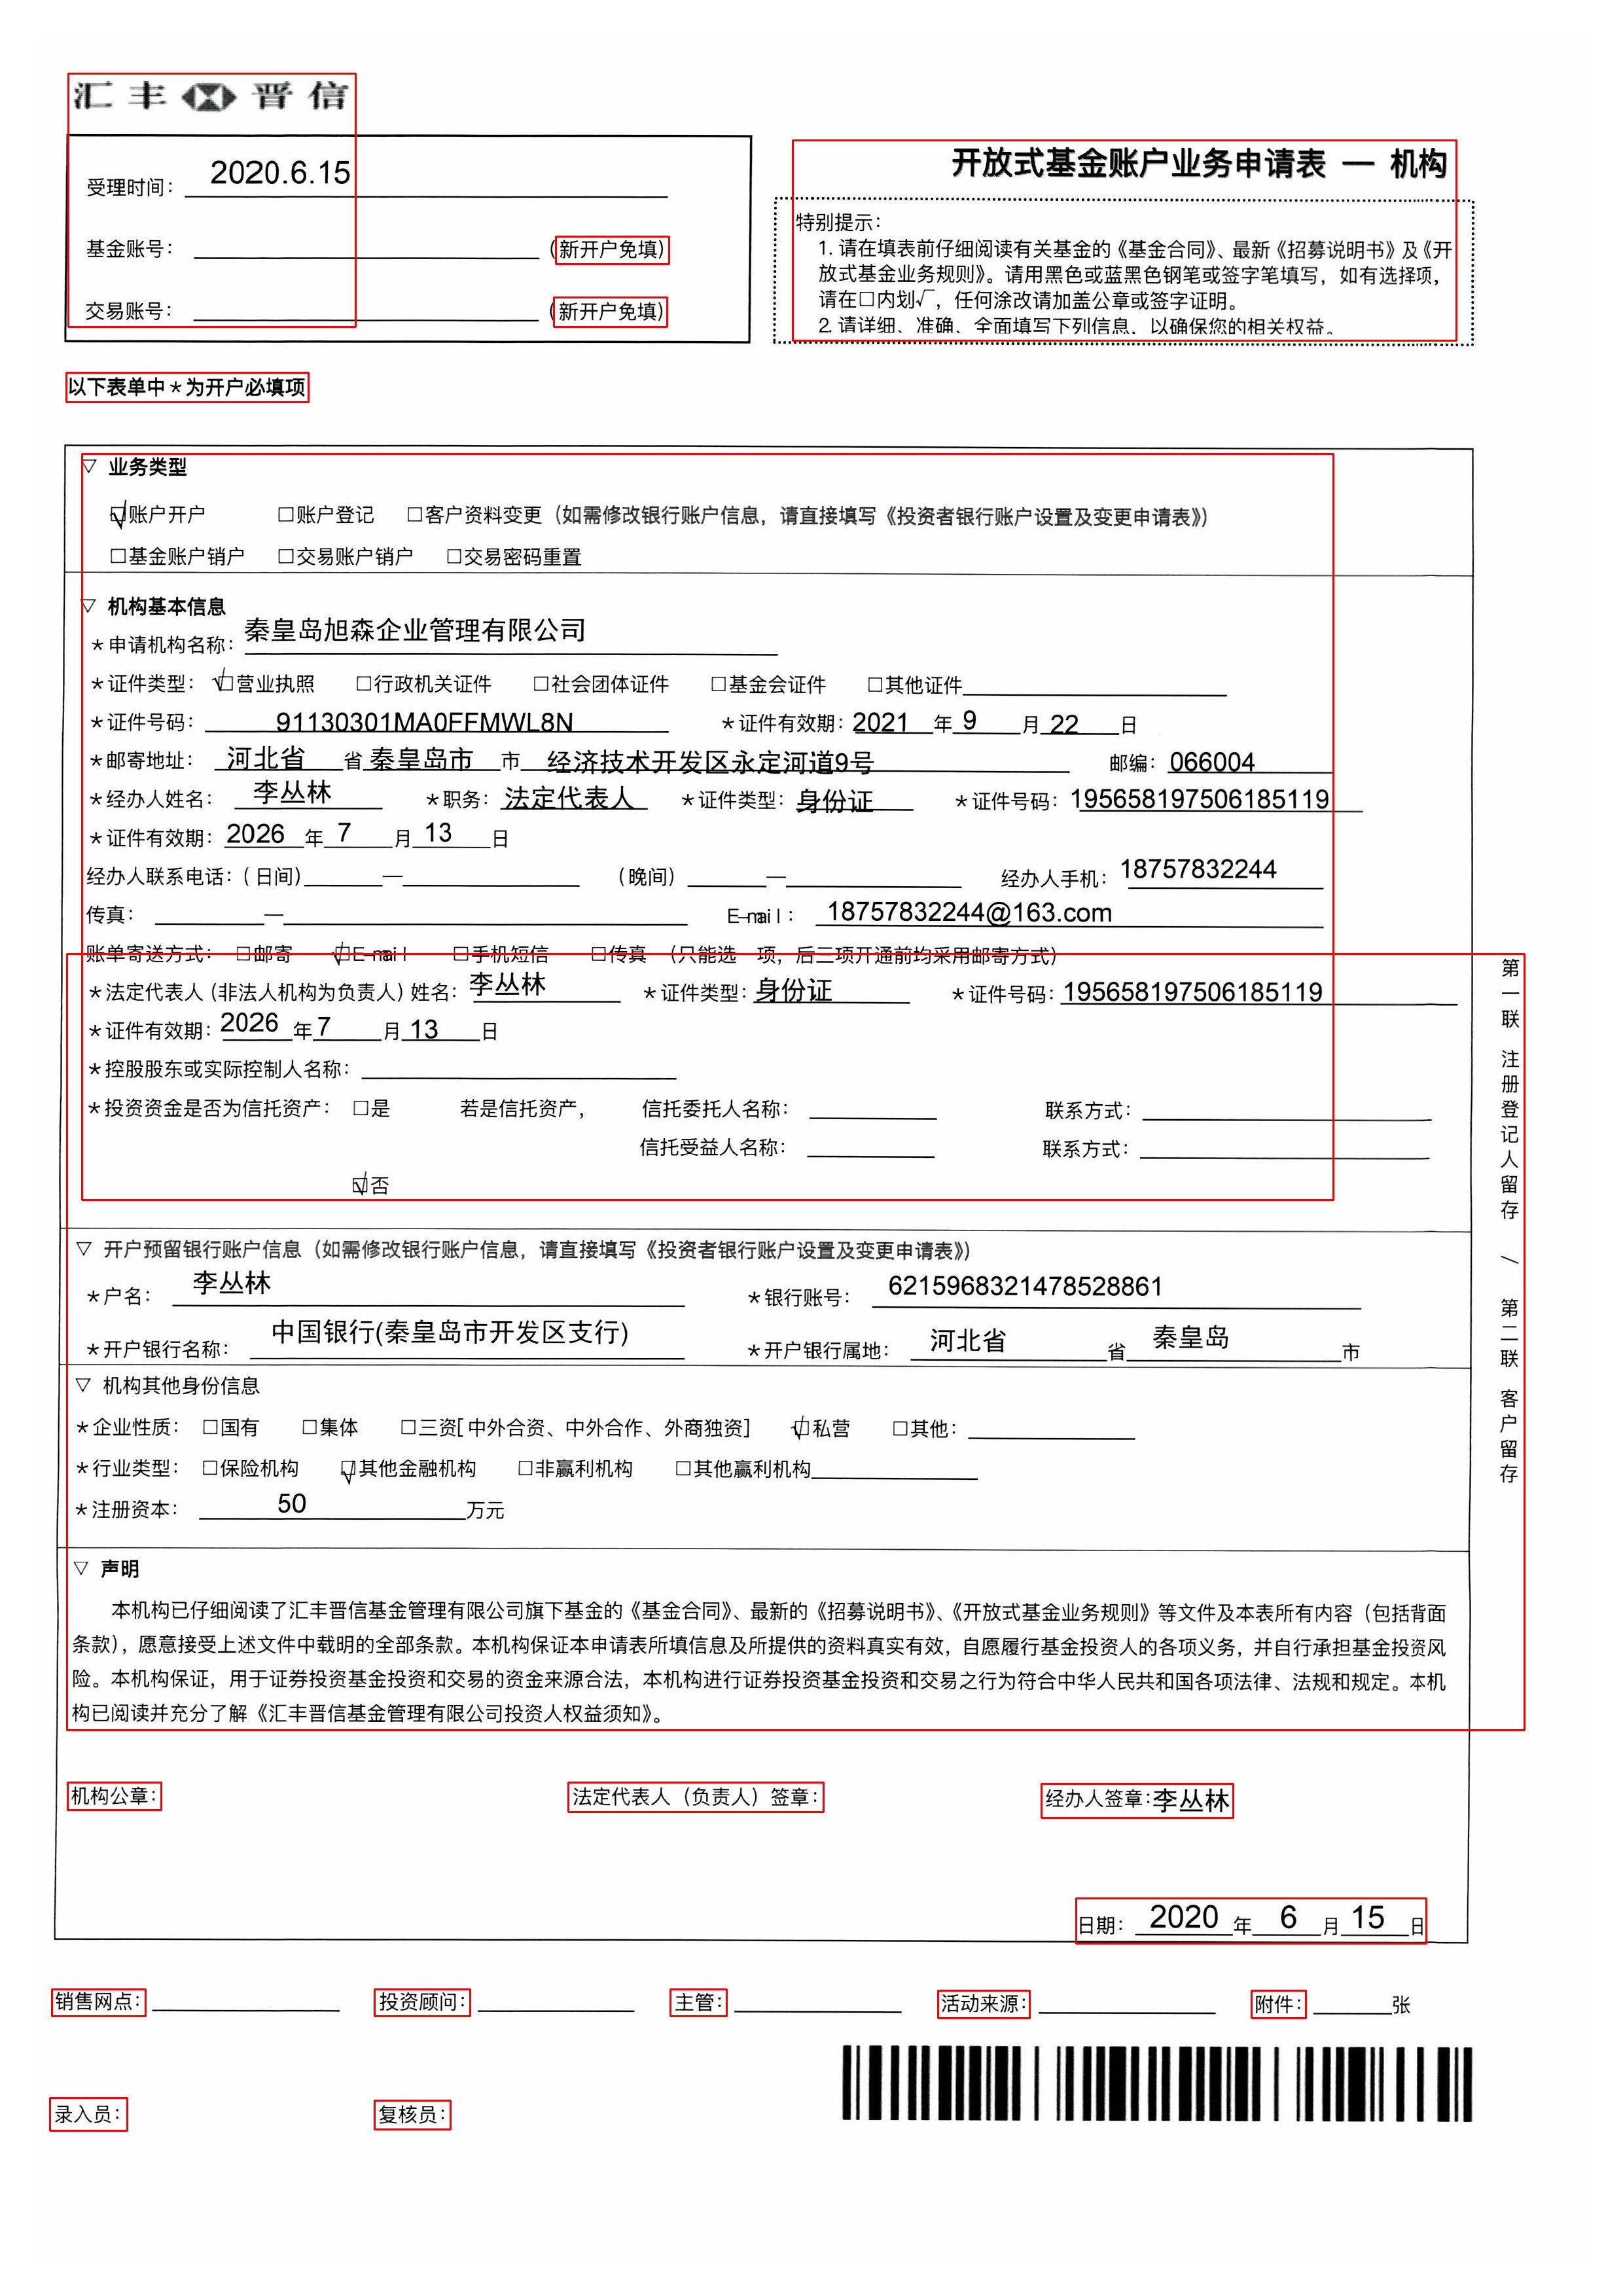 汇丰 晋信
受理时间： 2020.6.15
基金账号： （新开户免填）
交易账号： （新开户免填）
开放式基金账户业务申请表 — 机构
特别提示：
1. 请在填表前仔细阅读有关基金的《基金合同》、最新《招募说明书》及《开
放式基金业务规则》。请用黑色或蓝黑色钢笔或签字笔填写，如有选择项，
请在□内划√，任何涂改请加盖公章或签字证明。
2. 请详细、准确、全面填写下列信息，以确保您的相关权益。
以下表单中*为开户必填项
▽ 业务类型
☑账户开户 □账户登记 □客户资料变更（如需修改银行账户信息，请直接填写《投资者银行账户设置及变更申请表》）
□基金账户销户 □交易账户销户 □交易密码重置
▽ 机构基本信息
*申请机构名称：秦皇岛旭森企业管理有限公司
*证件类型： ☑营业执照 □行政机关证件 □社会团体证件 □基金会证件 □其他证件
*证件号码： 91130301MA0FFMWL8N *证件有效期：2021 年 9 月 22 日
*邮寄地址： 河北省 省 秦皇岛市 市 经济技术开发区永定河道9号 邮编：066004
*经办人姓名： 李丛林 *职务：法定代表人 *证件类型：身份证 *证件号码：195658197506185119
*证件有效期：2026 年 7 月 13 日
经办人联系电话：（日间） — （晚间） — 经办人手机：18757832244
传真： — E-mail：18757832244@163.com
账单寄送方式：□邮寄 ☑E-mail □手机短信 □传真 （只能选一项，后三项开通前均采用邮寄方式）
*法定代表人（非法人机构为负责人）姓名：李丛林 *证件类型：身份证 *证件号码：195658197506185119
*证件有效期：2026 年 7 月 13 日
*控股股东或实际控制人名称：
*投资资金是否为信托资产： □是 若是信托资产， 信托委托人名称： 联系方式：
信托受益人名称： 联系方式：
☑否
▽ 开户预留银行账户信息（如需修改银行账户信息，请直接填写《投资者银行账户设置及变更申请表》）
*户名： 李丛林 *银行账号： 6215968321478528861
*开户银行名称： 中国银行(秦皇岛市开发区支行) *开户银行属地： 河北省 省 秦皇岛 市
▽ 机构其他身份信息
*企业性质： □国有 □集体 □三资[中外合资、中外合作、外商独资] ☑私营 □其他：
*行业类型： □保险机构 ☑其他金融机构 □非赢利机构 □其他赢利机构
*注册资本： 50 万元
▽ 声明
本机构已仔细阅读了汇丰晋信基金管理有限公司旗下基金的《基金合同》、最新的《招募说明书》、《开放式基金业务规则》等文件及本表所有内容（包括背面
条款），愿意接受上述文件中载明的全部条款。本机构保证本申请表所填信息及所提供的资料真实有效，自愿履行基金投资人的各项义务，并自行承担基金投资风
险。本机构保证，用于证券投资基金投资和交易的资金来源合法，本机构进行证券投资基金投资和交易之行为符合中华人民共和国各项法律、法规和规定。本机
构已阅读并充分了解《汇丰晋信基金管理有限公司投资人权益须知》。
第一联 注册登记人留存 / 第二联 客户留存
机构公章： 法定代表人（负责人）签章： 经办人签章：李丛林
日期： 2020 年 6 月 15 日
销售网点： 投资顾问： 主管： 活动来源： 附件： 张
录入员： 复核员：